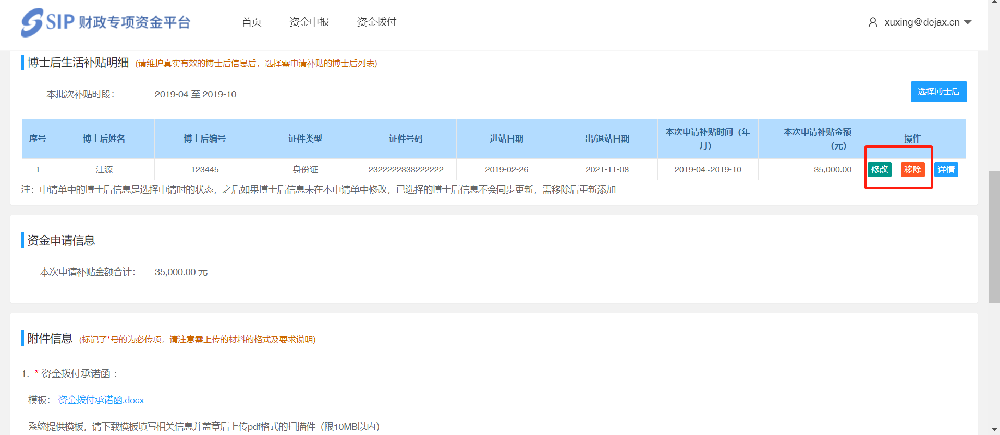 SIP 财政专项资金平台 首页 资金申报 资金拨付 xuxing@dejax.cn
博士后生活补贴明细 (请维护真实有效的博士后信息后，选择需申请补贴的博士后列表)
本批次补贴时段： 2019-04 至 2019-10 选择博士后
序号 博士后姓名 博士后编号 证件类型 证件号码 进站日期 出/退站日期 本次申请补贴时间（年月） 本次申请补贴金额（元） 操作
1 江源 123445 身份证 2322222333222222 2019-02-26 2021-11-08 2019-04~2019-10 35,000.00 修改 移除 详情
注：申请单中的博士后信息是选择申请时的状态，之后如果博士后信息未在本申请单中修改，已选择的博士后信息不会同步更新，需移除后重新添加
资金申请信息
本次申请补贴金额合计： 35,000.00 元
附件信息 (标记了*号的为必传项，请注意需上传的材料的格式及要求说明)
1. * 资金拨付承诺函：
模板： 资金拨付承诺函.docx
系统提供模板，请下载模板填写相关信息并盖章后上传pdf格式的扫描件（限10MB以内）